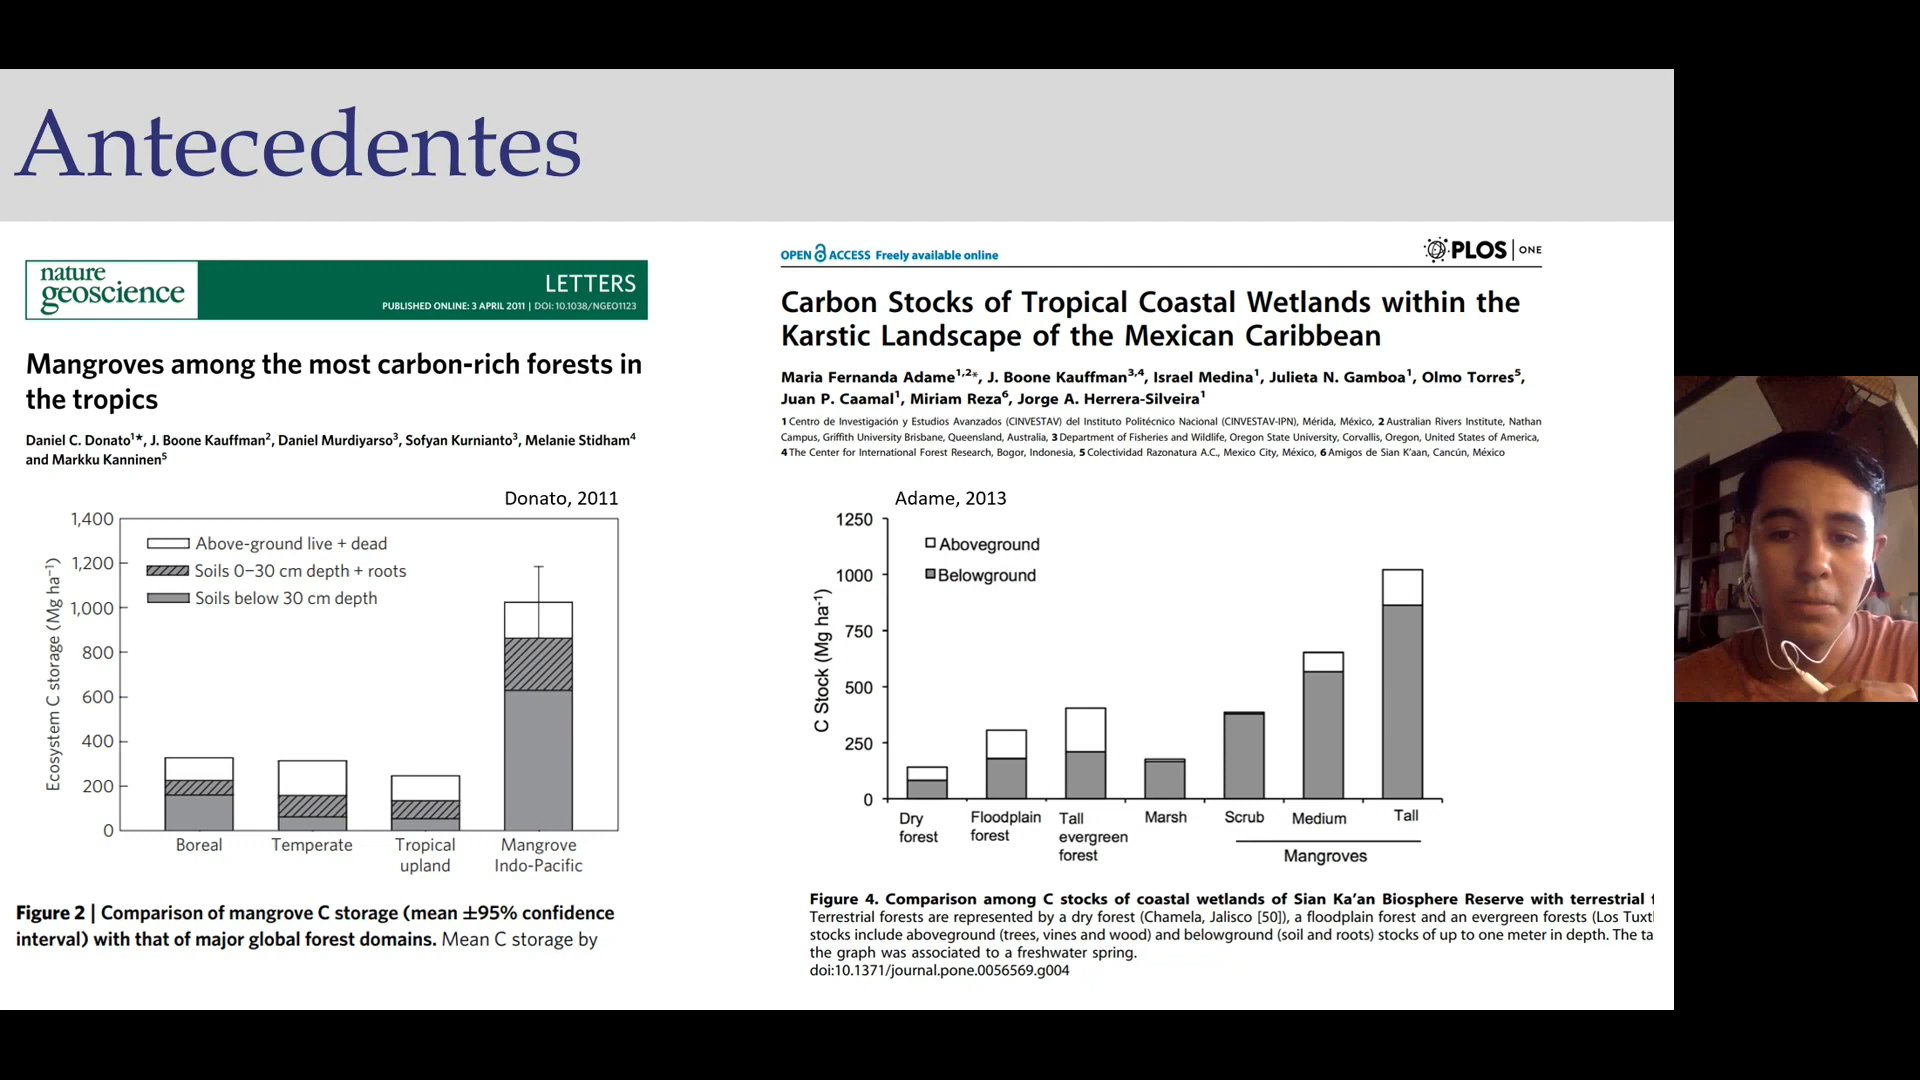 Antecedentes
nature
geoscience
LETTERS
PUBLISHED ONLINE: 3 APRIL 2011 | DOI: 10.1038/NGEO1123
Mangroves among the most carbon-rich forests in
the tropics
Daniel C. Donato1*, J. Boone Kauffman2, Daniel Murdiyarso3, Sofyan Kurnianto3, Melanie Stidham4
and Markku Kanninen5
Donato, 2011
Ecosystem C storage (Mg ha−1)
1,400
1,200
1,000
800
600
400
200
0
Above-ground live + dead
Soils 0–30 cm depth + roots
Soils below 30 cm depth
Boreal
Temperate
Tropical
upland
Mangrove
Indo-Pacific
Figure 2 | Comparison of mangrove C storage (mean ±95% confidence
interval) with that of major global forest domains. Mean C storage by
OPEN ACCESS Freely available online
PLOS | ONE
Carbon Stocks of Tropical Coastal Wetlands within the
Karstic Landscape of the Mexican Caribbean
Maria Fernanda Adame1,2*, J. Boone Kauffman3,4, Israel Medina1, Julieta N. Gamboa1, Olmo Torres5,
Juan P. Caamal1, Miriam Reza6, Jorge A. Herrera-Silveira1
1 Centro de Investigación y Estudios Avanzados (CINVESTAV) del Instituto Politécnico Nacional (CINVESTAV-IPN), Mérida, México, 2 Australian Rivers Institute, Nathan
Campus, Griffith University Brisbane, Queensland, Australia, 3 Department of Fisheries and Wildlife, Oregon State University, Corvallis, Oregon, United States of America,
4 The Center for International Forest Research, Bogor, Indonesia, 5 Colectividad Razonatura A.C., Mexico City, México, 6 Amigos de Sian K'aan, Cancún, México
Adame, 2013
C Stock (Mg ha-1)
1250
1000
750
500
250
0
Aboveground
Belowground
Dry
forest
Floodplain
forest
Tall
evergreen
forest
Marsh
Scrub
Medium
Tall
Mangroves
Figure 4. Comparison among C stocks of coastal wetlands of Sian Ka'an Biosphere Reserve with terrestrial f
Terrestrial forests are represented by a dry forest (Chamela, Jalisco [50]), a floodplain forest and an evergreen forests (Los Tuxtl
stocks include aboveground (trees, vines and wood) and belowground (soil and roots) stocks of up to one meter in depth. The ta
the graph was associated to a freshwater spring.
doi:10.1371/journal.pone.0056569.g004